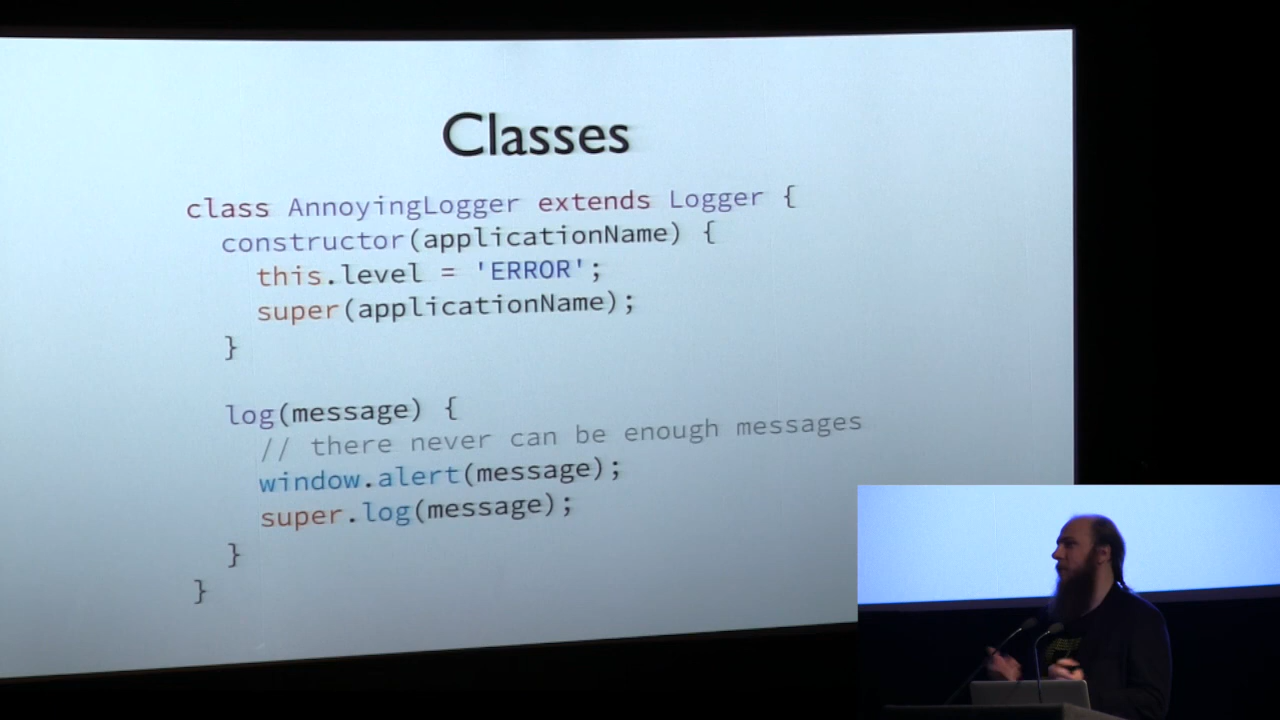 Classes
class AnnoyingLogger extends Logger {
constructor(applicationName) {
this.level = 'ERROR';
super(applicationName);
}
log(message) {
// there never can be enough messages
window.alert(message);
super.log(message);
}
}